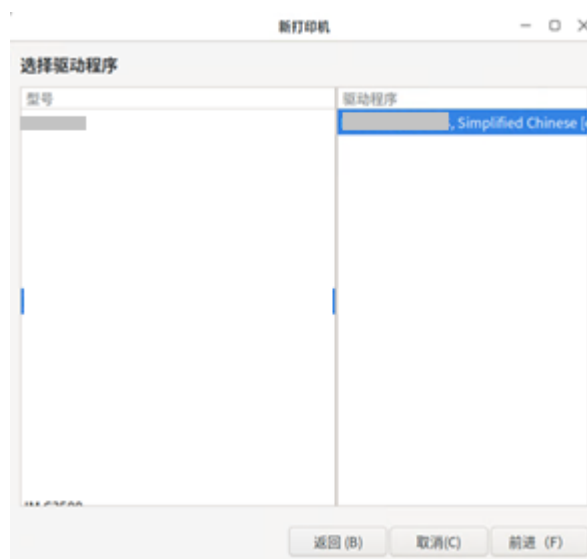 新打印机
选择驱动程序
型号
驱动程序
, Simplified Chinese [
返回 (B)
取消(C)
前进 (F)